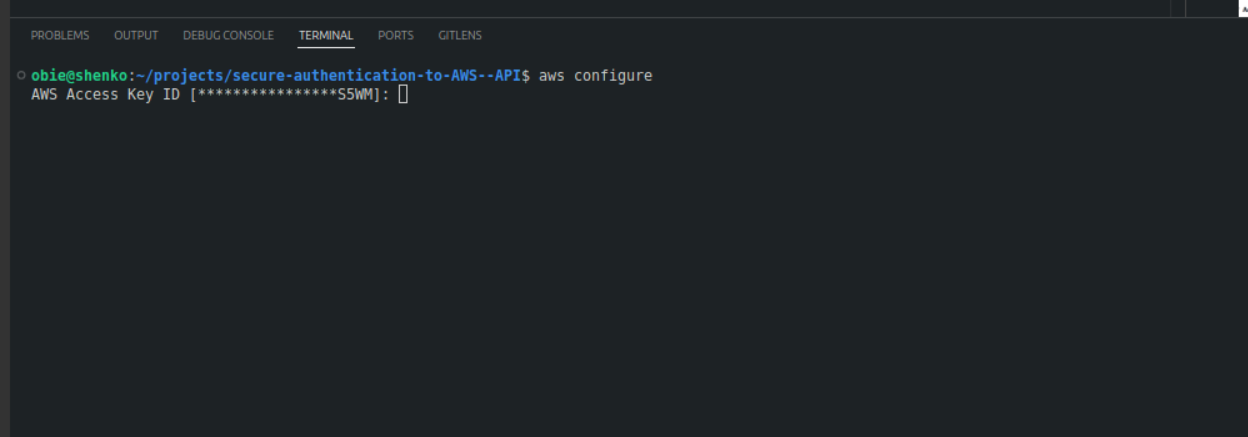 PROBLEMS OUTPUT DEBUG CONSOLE TERMINAL PORTS GITLENS
obie@shenko:~/projects/secure-authentication-to-AWS--API$ aws configure
AWS Access Key ID [****************S5WM]: